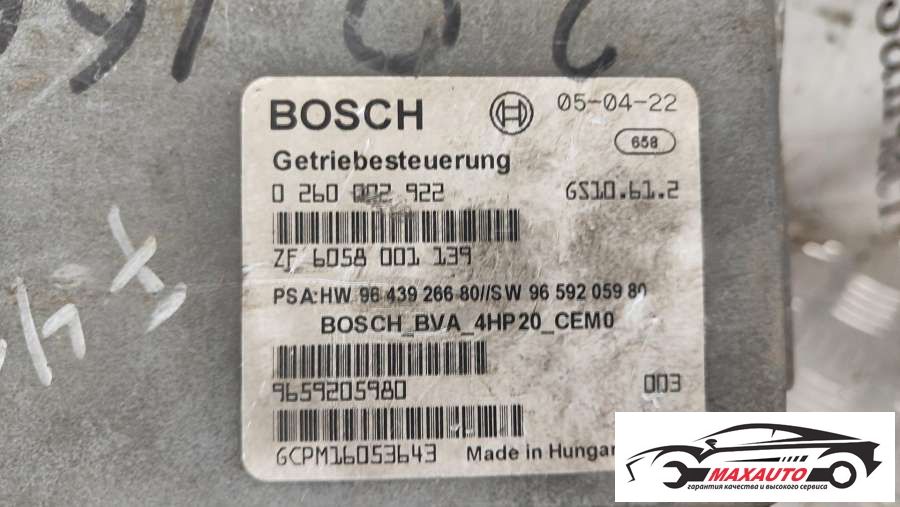 BOSCH
05-04-22
658
Getriebesteuerung
0 260 002 922
GS10.61.2
ZF 6058 001 139
PSA:HW 96 439 266 80//SW 96 592 059 80
BOSCH_BVA_4HP20_CEM0
9659205980
003
GCPM16053643
Made in Hungar
MAXAUTO
гарантия качества и высокого сервиса